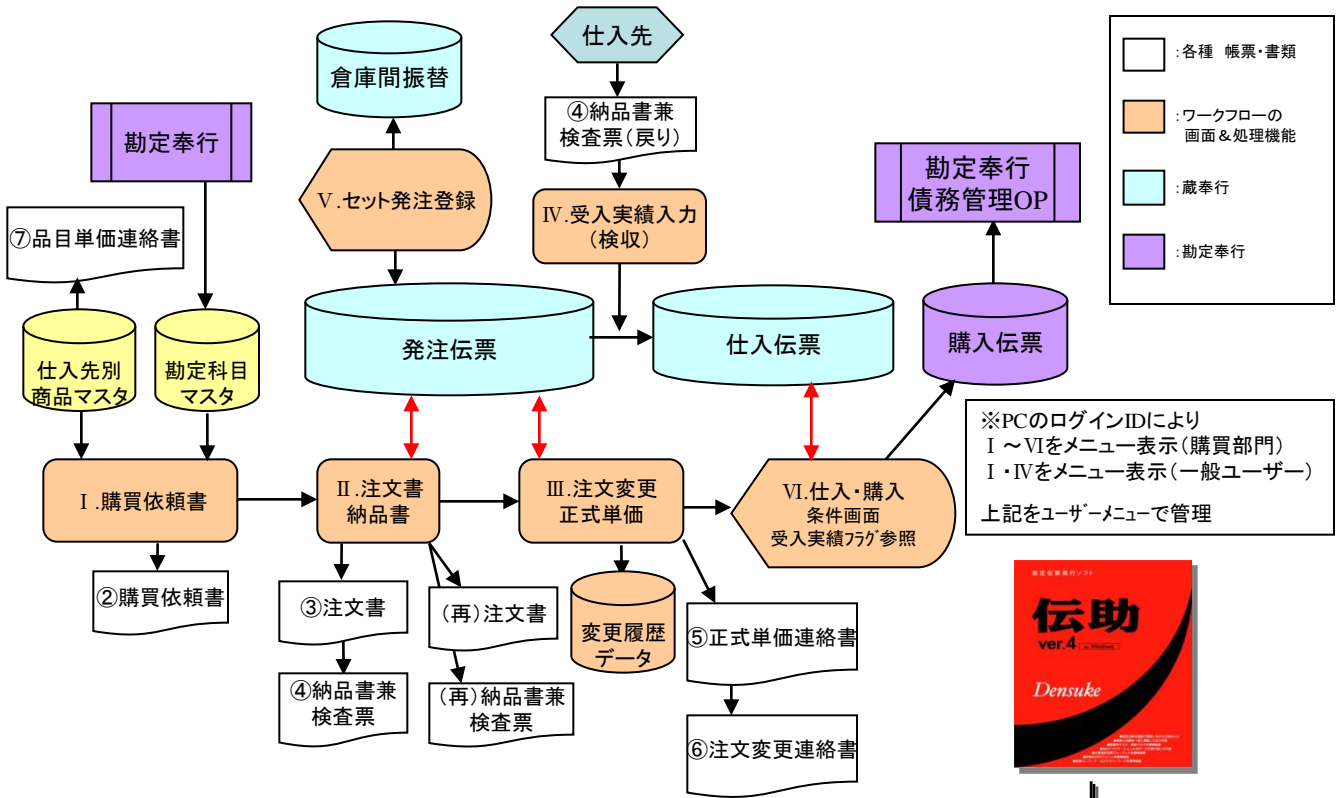 仕入先
倉庫間振替
④納品書兼
検査票(戻り)
勘定奉行
Ⅴ.セット発注登録
Ⅳ.受入実績入力
(検収)
勘定奉行
債務管理OP
⑦品目単価連絡書
仕入先別
商品マスタ
勘定科目
マスタ
発注伝票
仕入伝票
購入伝票
Ⅰ.購買依頼書
Ⅱ.注文書
納品書
Ⅲ.注文変更
正式単価
Ⅵ.仕入・購入
条件画面
受入実績フラグ参照
②購買依頼書
③注文書
④納品書兼
検査票
(再)注文書
(再)納品書兼
検査票
変更履歴
データ
⑤正式単価連絡書
⑥注文変更連絡書
:各種 帳票・書類
:ワークフローの
画面&処理機能
:蔵奉行
:勘定奉行
※PCのログインIDにより
Ⅰ~Ⅵをメニュー表示(購買部門)
Ⅰ・Ⅳをメニュー表示(一般ユーザー)
上記をユーザーメニューで管理
伝助
ver.4 for Windows
Densuke